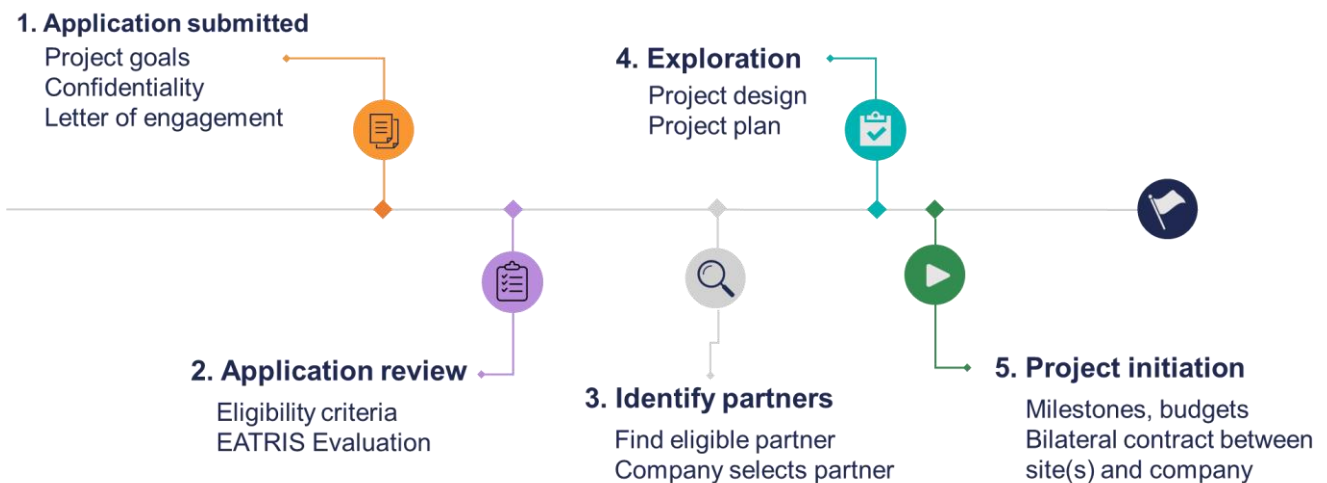 1. Application submitted
Project goals
Confidentiality
Letter of engagement
2. Application review
Eligibility criteria
EATRIS Evaluation
3. Identify partners
Find eligible partner
Company selects partner
4. Exploration
Project design
Project plan
5. Project initiation
Milestones, budgets
Bilateral contract between
site(s) and company